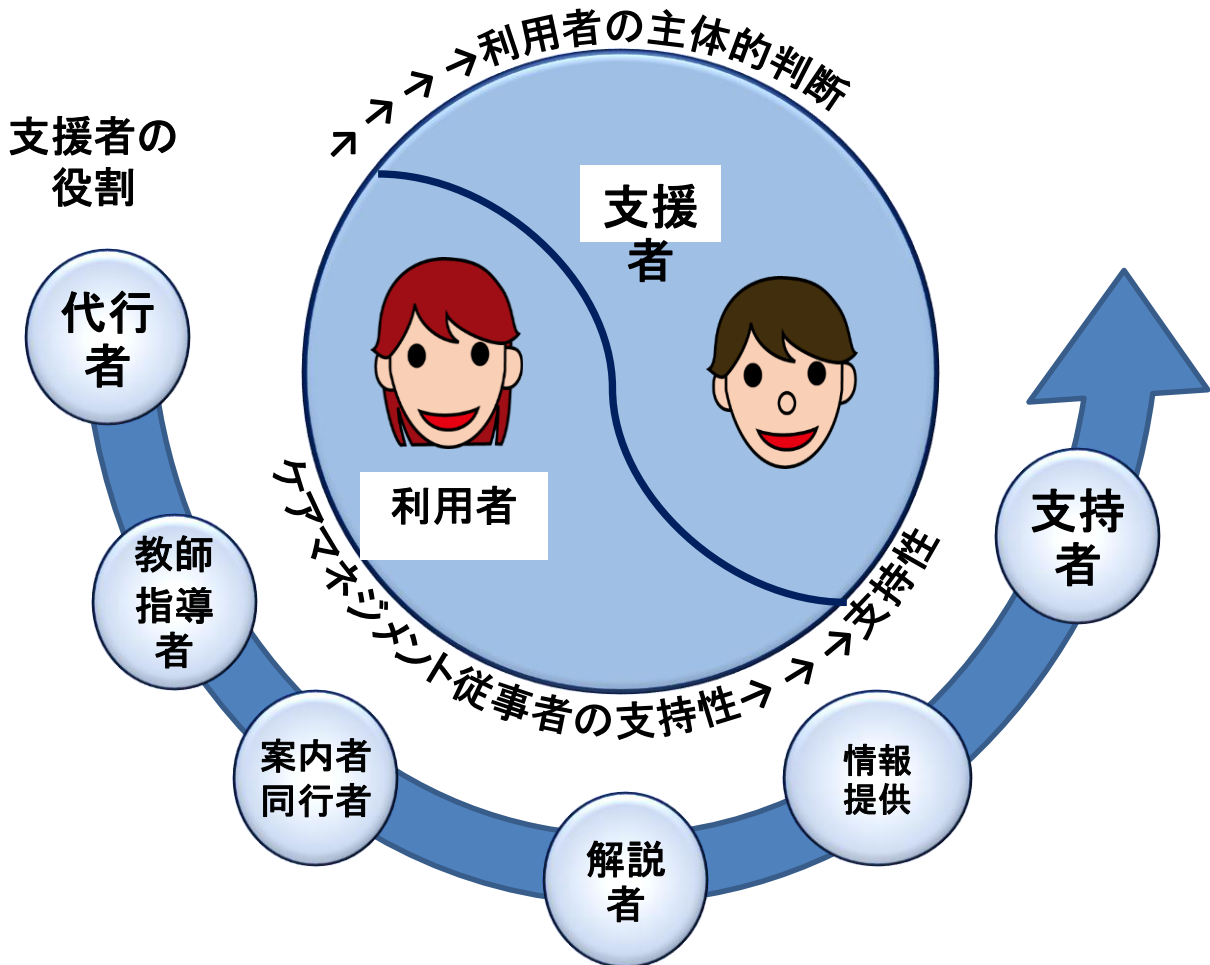 →→→→利用者の主体的判断
支援者の
役割
支援
者
代行
者
利用者
ケアマネジメント従事者の支持性→→→支持性
教師
指導
者
案内者
同行者
解説
者
情報
提供
支持
者